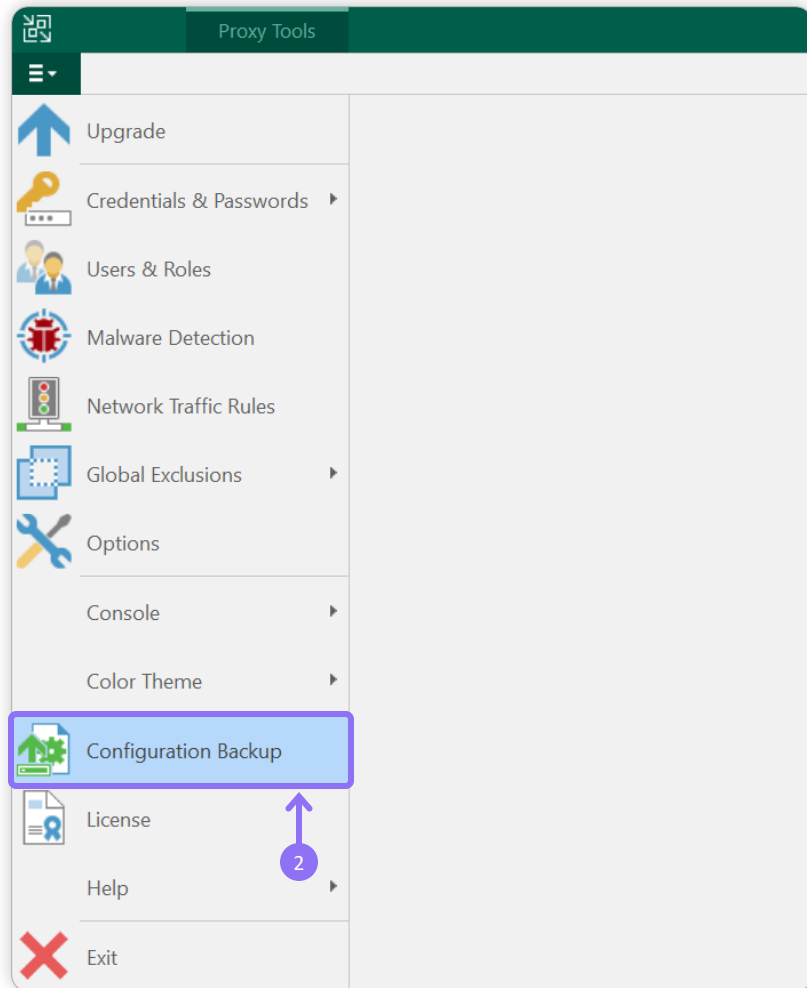 Proxy Tools
Upgrade
Credentials & Passwords
Users & Roles
Malware Detection
Network Traffic Rules
Global Exclusions
Options
Console
Color Theme
Configuration Backup
License
2
Help
Exit